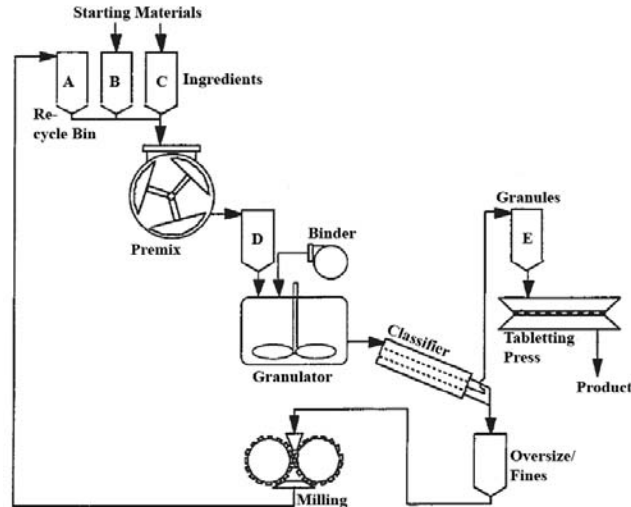 Starting Materials
A
B
C
Ingredients
Re-
cycle Bin
Premix
D
Binder
Granulator
Classifier
Granules
E
Tabletting
Press
Product
Oversize/
Fines
Milling